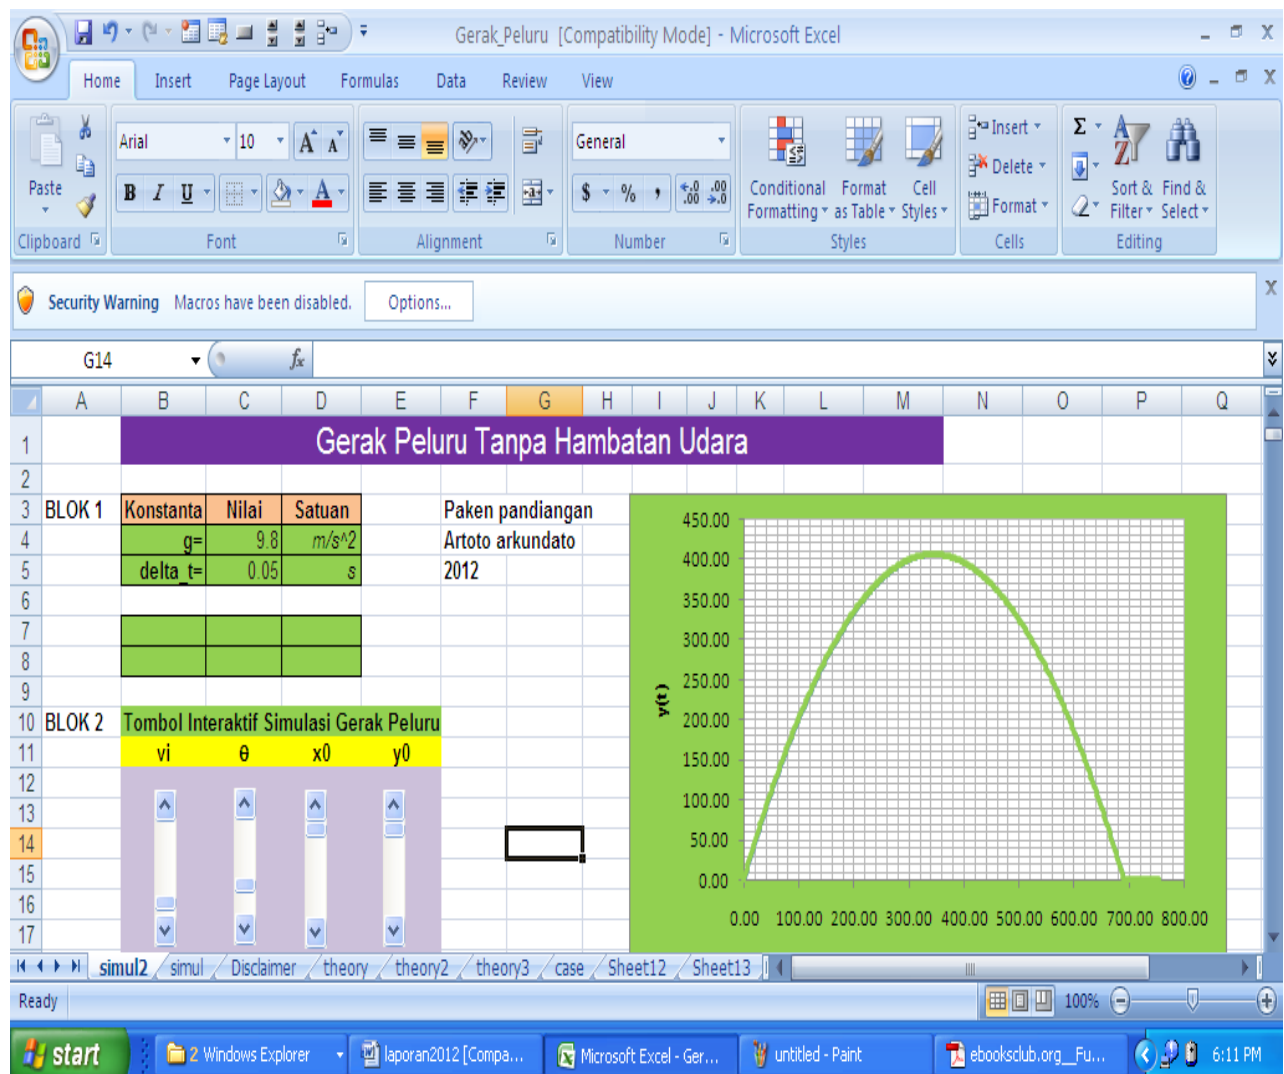 Gerak_Peluru [Compatibility Mode] - Microsoft Excel
Home Insert Page Layout Formulas Data Review View
Arial 10 A A General
Σ
Insert
Delete
Format
Paste
B I U A $ % , .0 .00 .00 .0
Conditional Formatting
Format as Table
Cell Styles
Sort & Filter
Find & Select
Clipboard Font Alignment Number Styles Cells Editing
Security Warning Macros have been disabled. Options...
G14 fx
A B C D E F G H I J K L M N O P Q
1 Gerak Peluru Tanpa Hambatan Udara
2
3 BLOK 1 Konstanta Nilai Satuan Paken pandiangan
4 g= 9.8 m/s^2 Artoto arkundato
5 delta_t= 0.05 s 2012
6
7
8
9
10 BLOK 2 Tombol Interaktif Simulasi Gerak Peluru
11 vi θ x0 y0
12
13
14
15
16
17
450.00
400.00
350.00
300.00
250.00
200.00
150.00
100.00
50.00
0.00
y(t)
0.00 100.00 200.00 300.00 400.00 500.00 600.00 700.00 800.00
simul2 simul Disclaimer theory theory2 theory3 case Sheet12 Sheet13
Ready 100%
start 2 Windows Explorer laporan2012 [Compa... Microsoft Excel - Ger... untitled - Paint ebooksclub.org__Fu... 6:11 PM